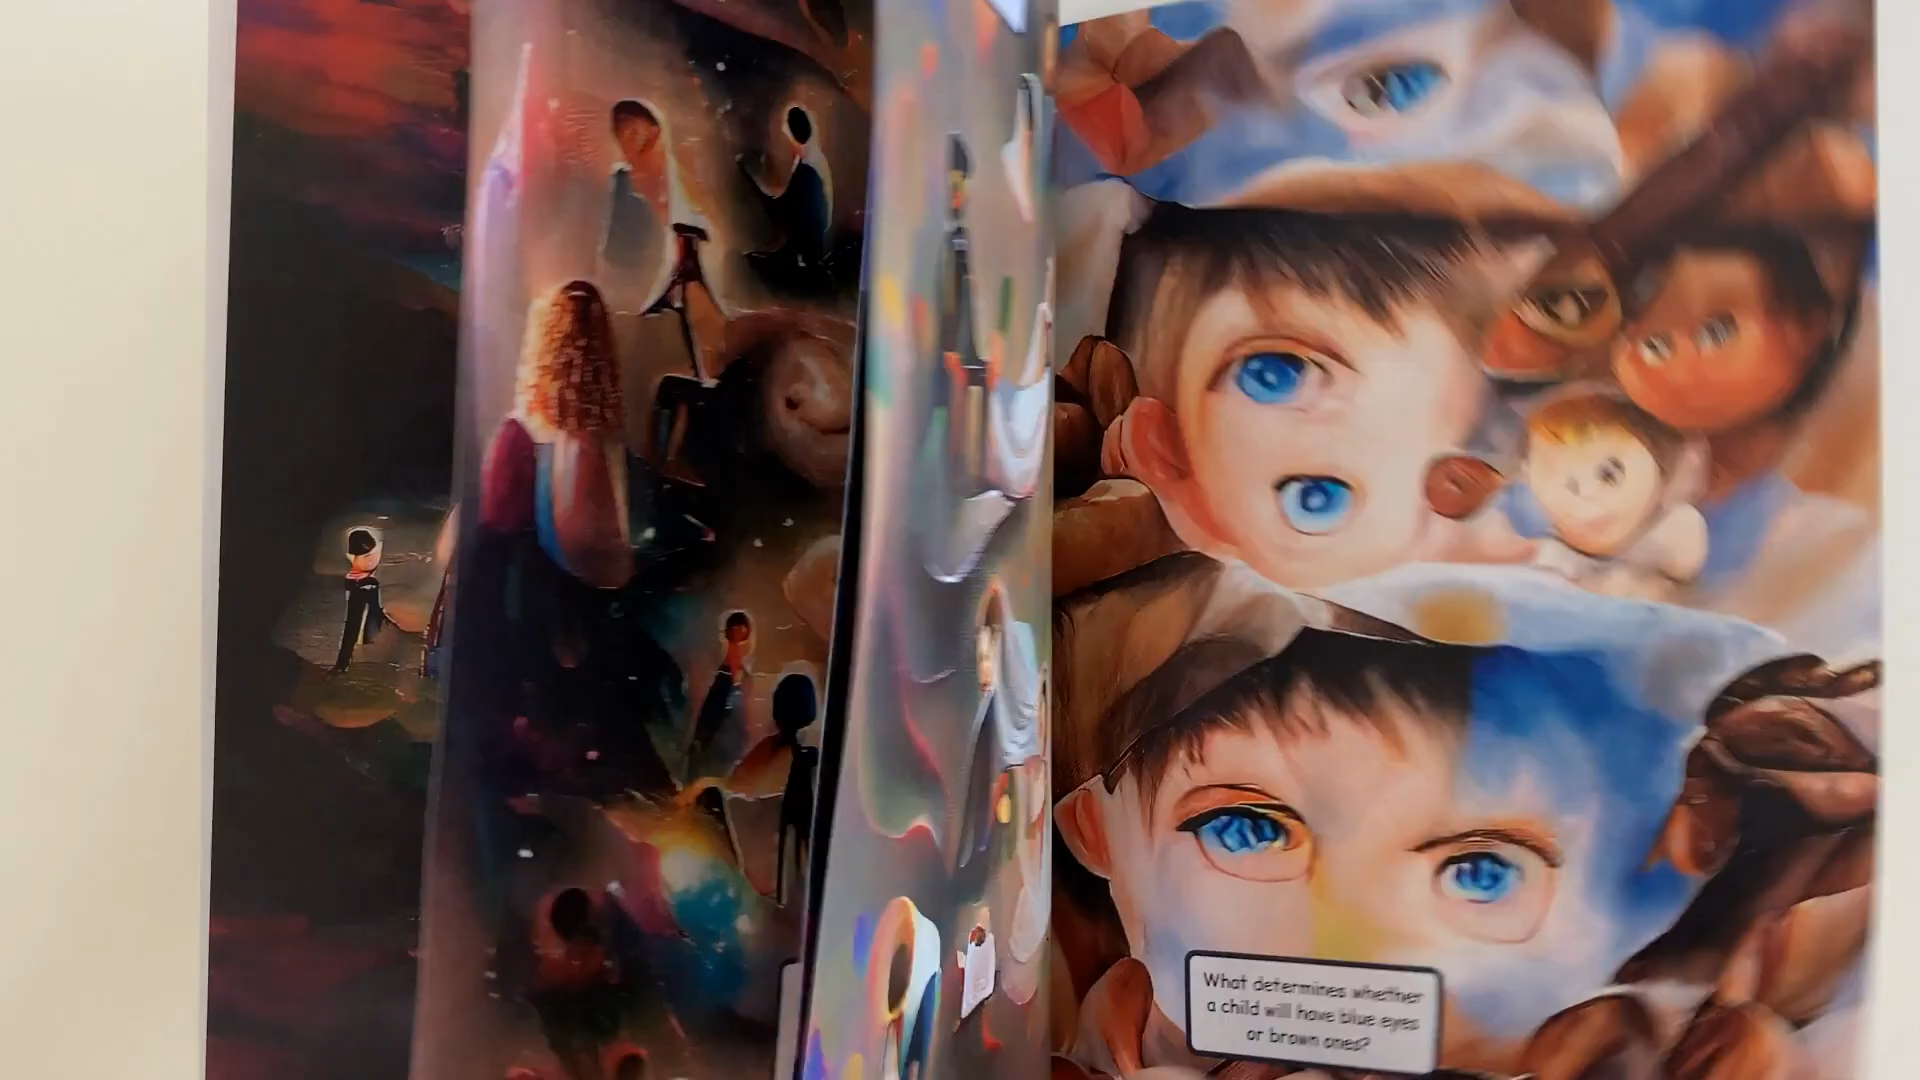 What determines whether
a child will have blue eyes
or brown ones?